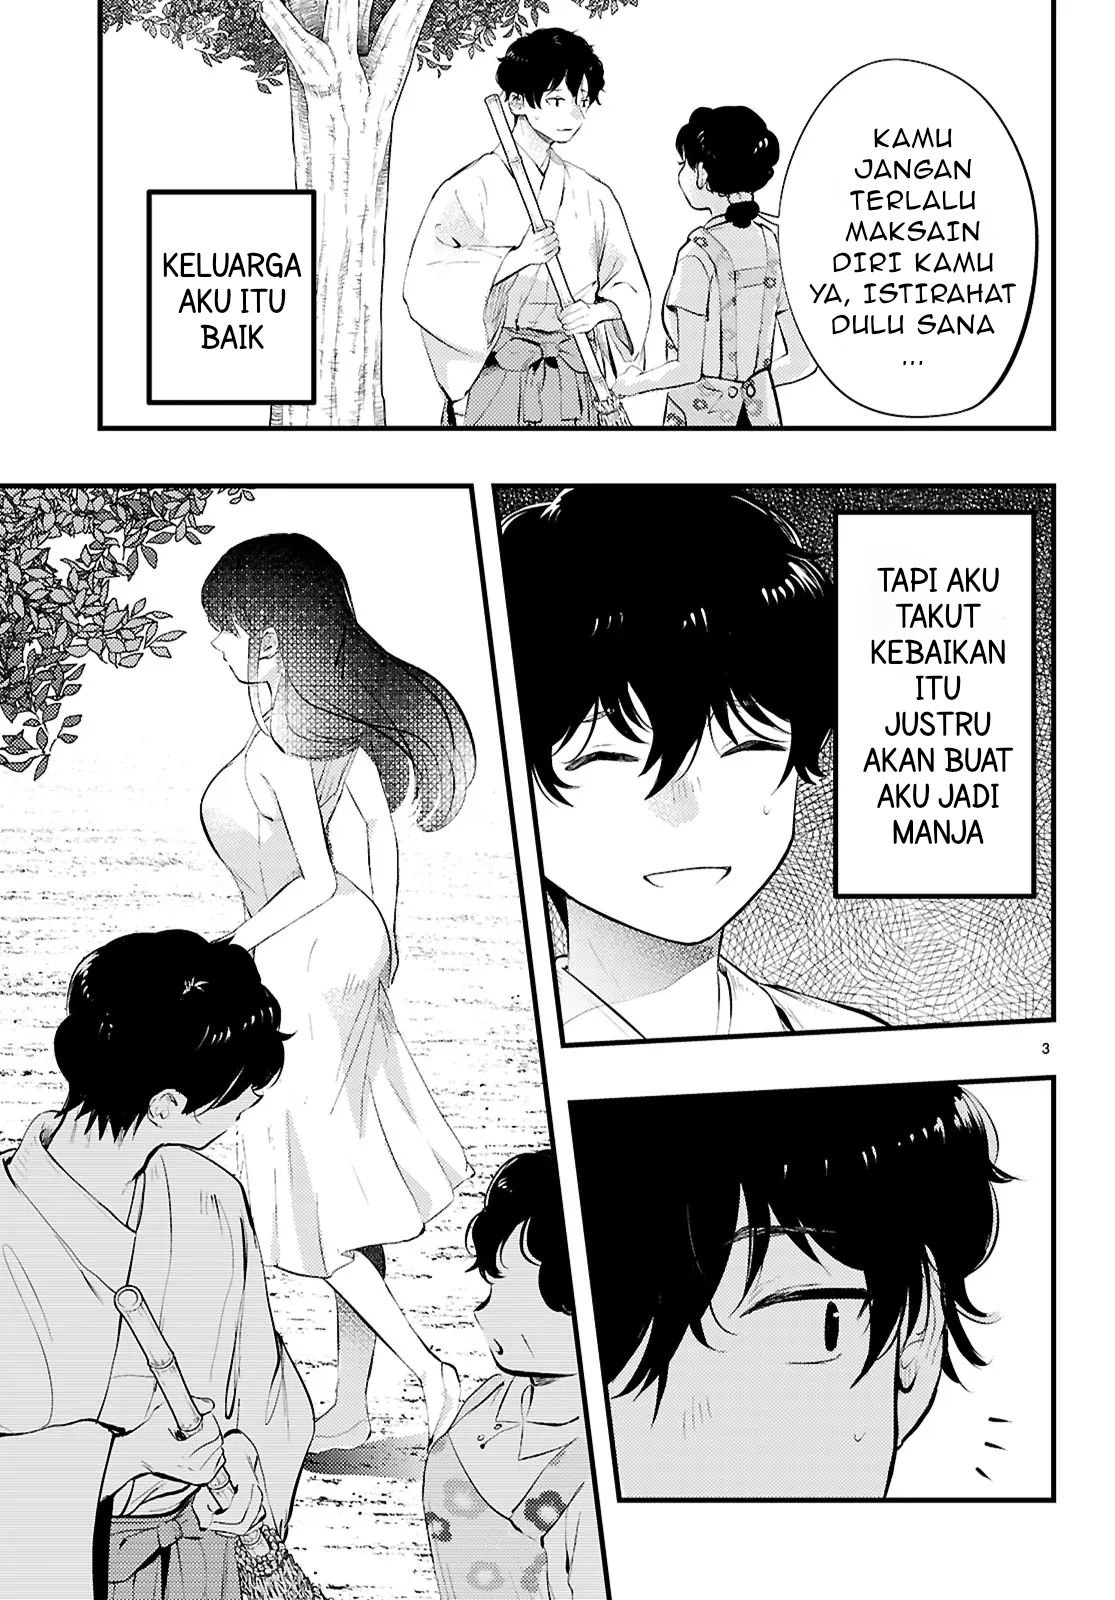 KAMU
JANGAN
TERLALU
MAKSAIN
DIRI KAMU
YA, ISTIRAHAT
DULU SANA
...
KELUARGA
AKU ITU
BAIK
TAPI AKU
TAKUT
KEBAIKAN
ITU
JUSTRU
AKAN BUAT
AKU JADI
MANJA
3